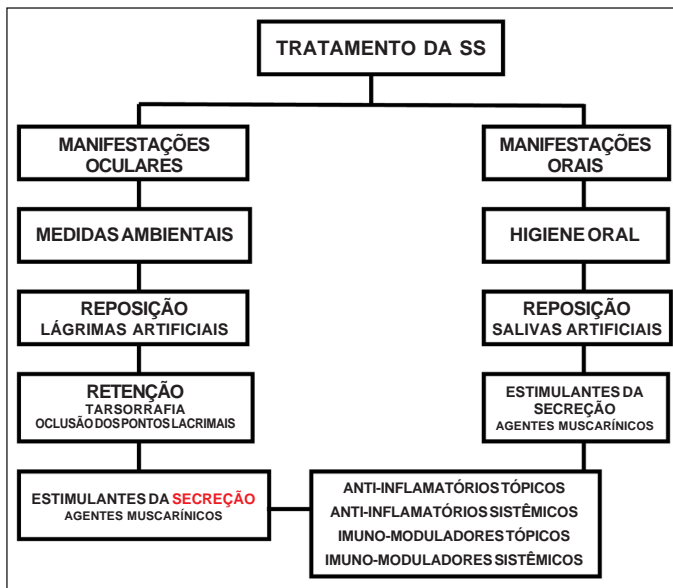 TRATAMENTO DA SS
MANIFESTAÇÕES
OCULARES
MANIFESTAÇÕES
ORAIS
MEDIDAS AMBIENTAIS
HIGIENE ORAL
REPOSIÇÃO
LÁGRIMAS ARTIFICIAIS
REPOSIÇÃO
SALIVAS ARTIFICIAIS
RETENÇÃO
TARSORRAFIA
OCLUSÃO DOS PONTOS LACRIMAIS
ESTIMULANTES DA
SECREÇÃO
AGENTES MUSCARÍNICOS
ESTIMULANTES DA SECREÇÃO
AGENTES MUSCARÍNICOS
ANTI-INFLAMATÓRIOS TÓPICOS
ANTI-INFLAMATÓRIOS SISTÊMICOS
IMUNO-MODULADORES TÓPICOS
IMUNO-MODULADORES SISTÊMICOS